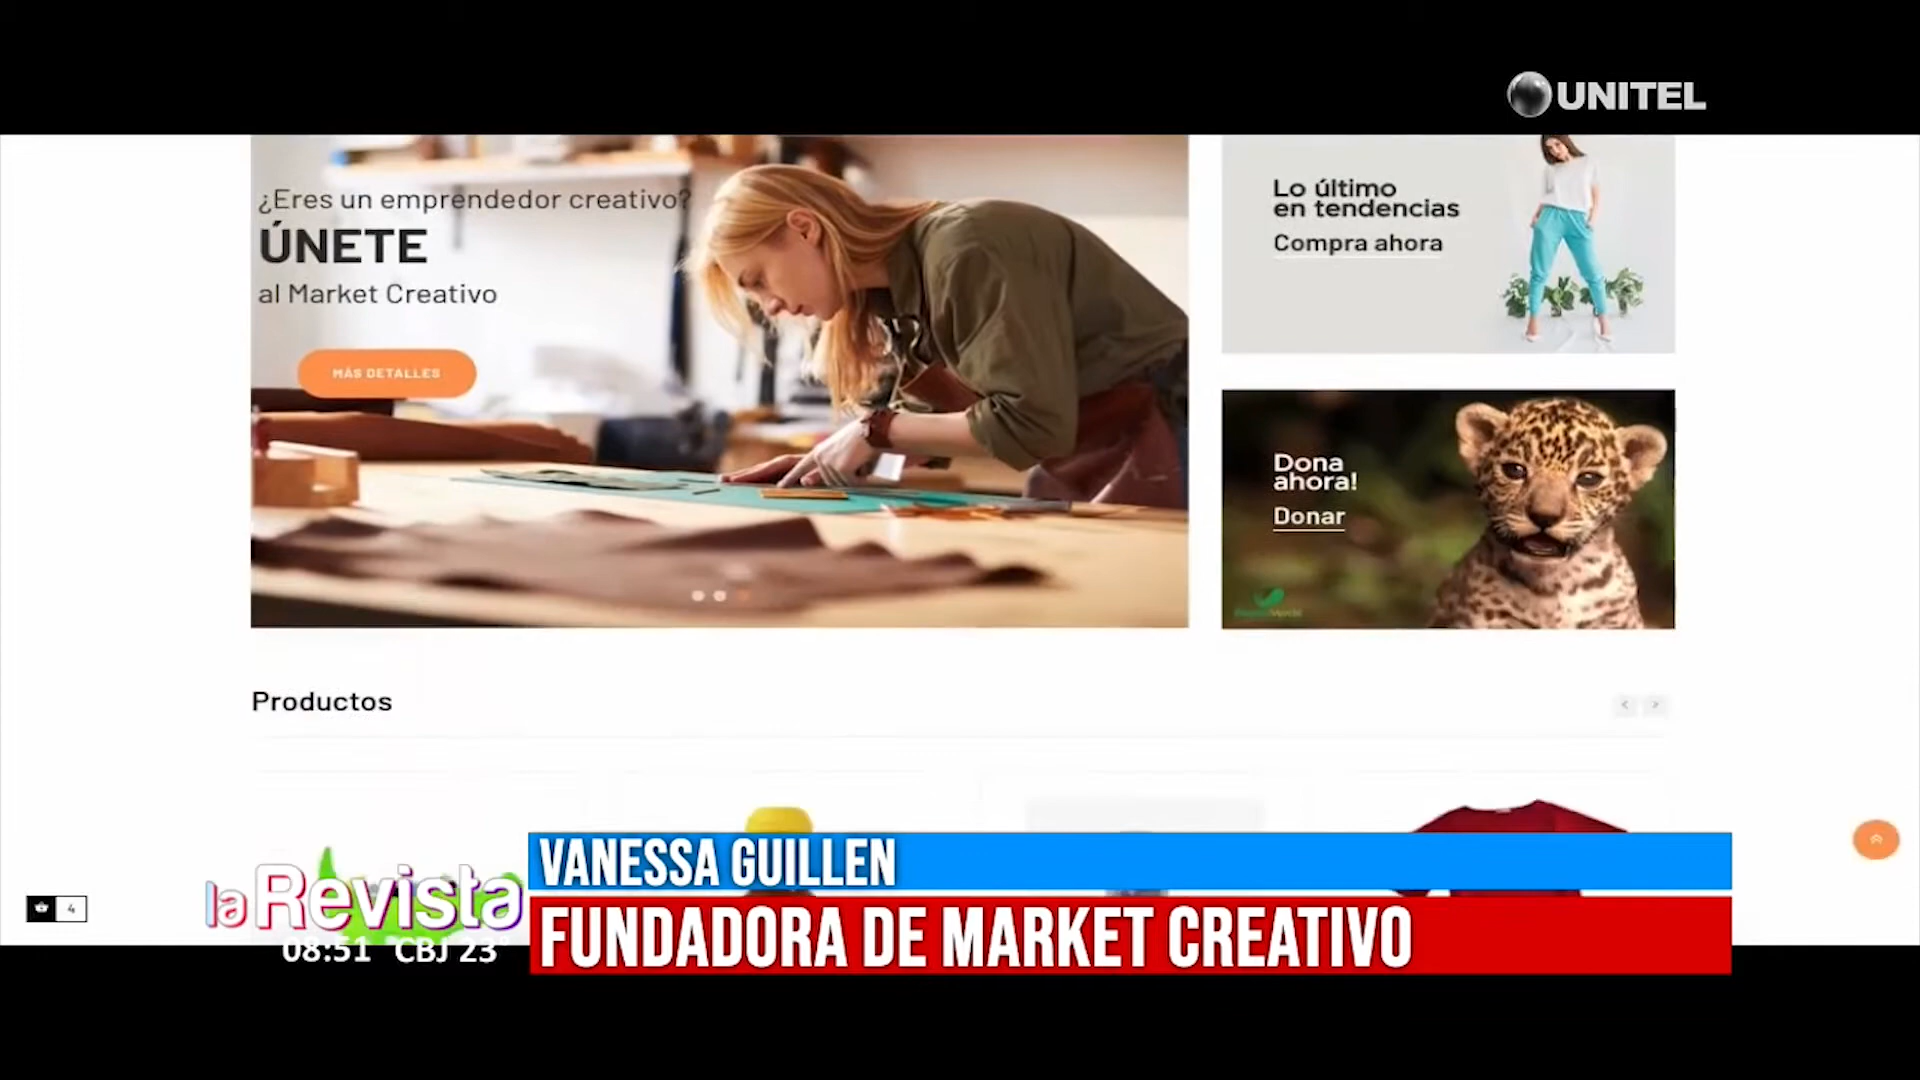 UNITEL
¿Eres un emprendedor creativo?
ÚNETE
al Market Creativo
MÁS DETALLES
Lo último
en tendencias
Compra ahora
Dona
ahora!
Donar
Productos
4
la Revista
08:51 °CBJ 23°
VANESSA GUILLEN
FUNDADORA DE MARKET CREATIVO